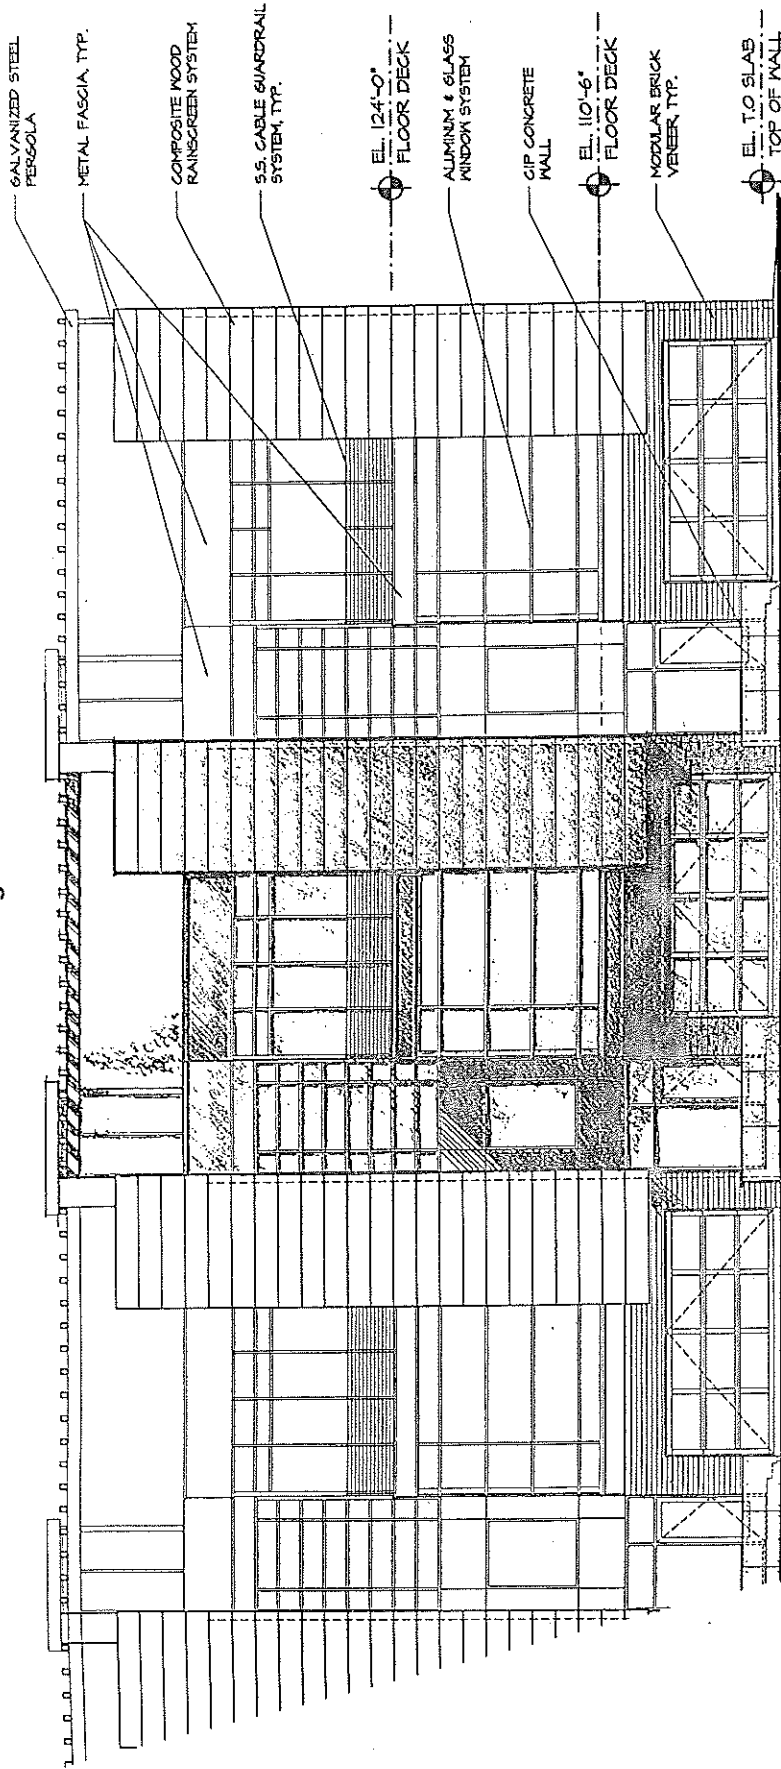 GALVANIZED STEEL
PERGOLA
METAL FASCIA, TYP.
COMPOSITE WOOD
RAINSCREEN SYSTEM
S.S. CABLE GUARDRAIL
SYSTEM, TYP.
EL. 124'-0"
FLOOR DECK
ALUMINUM & GLASS
WINDOW SYSTEM
CIP CONCRETE
WALL
EL. 110'-6"
FLOOR DECK
MODULAR BRICK
VENEER, TYP.
EL. T.O SLAB
TOP OF WALL